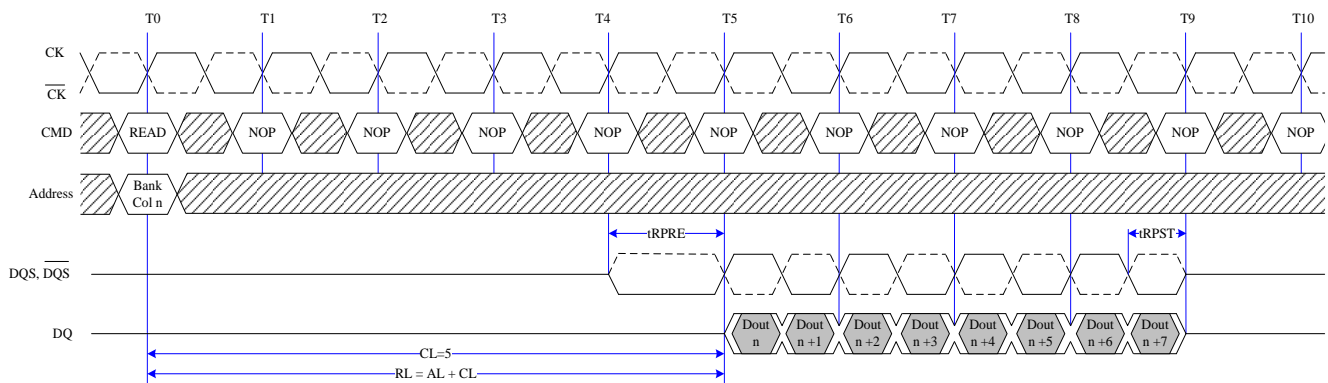 T0 T1 T2 T3 T4 T5 T6 T7 T8 T9 T10
CK
CK
CMD READ NOP NOP NOP NOP NOP NOP NOP NOP NOP NOP
Address Bank
Col n
tRPRE tRPST
DQS, DQS
DQ Dout Dout Dout Dout Dout Dout Dout Dout
n n +1 n +2 n +3 n +4 n +5 n +6 n +7
CL=5
RL = AL + CL